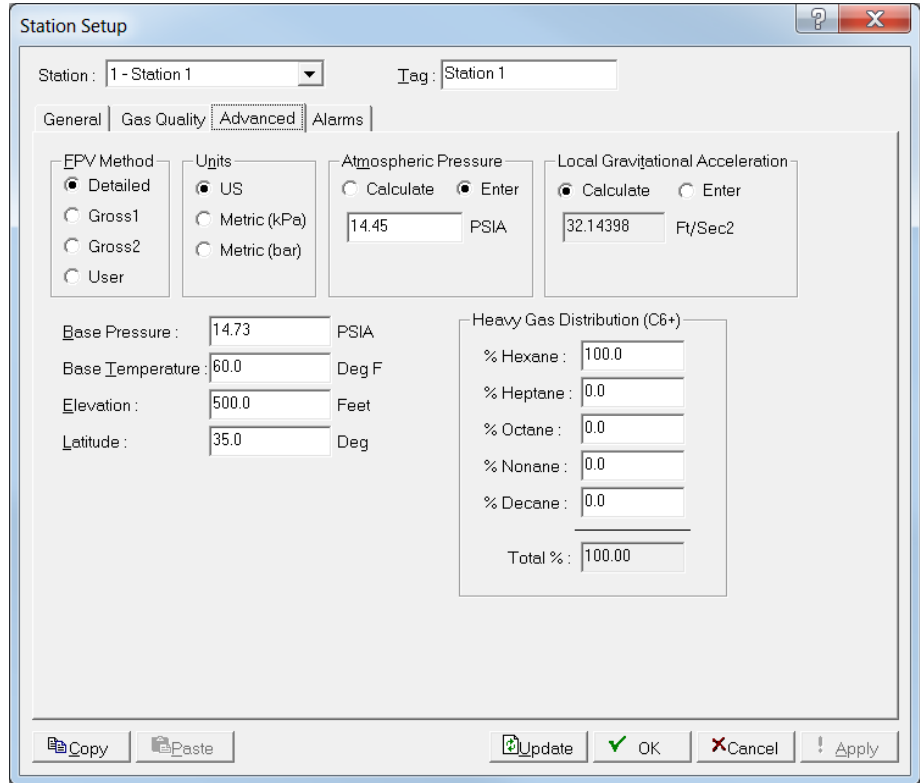 Station Setup
Station : 1 - Station 1 Tag : Station 1
General Gas Quality Advanced Alarms
FPV Method
Detailed
Gross1
Gross2
User
Units
US
Metric (kPa)
Metric (bar)
Atmospheric Pressure
Calculate Enter
14.45 PSIA
Local Gravitational Acceleration
Calculate Enter
32.14398 Ft/Sec2
Base Pressure : 14.73 PSIA
Base Temperature : 60.0 Deg F
Elevation : 500.0 Feet
Latitude : 35.0 Deg
Heavy Gas Distribution (C6+)
% Hexane : 100.0
% Heptane : 0.0
% Octane : 0.0
% Nonane : 0.0
% Decane : 0.0
Total % : 100.00
Copy Paste Update OK Cancel ! Apply